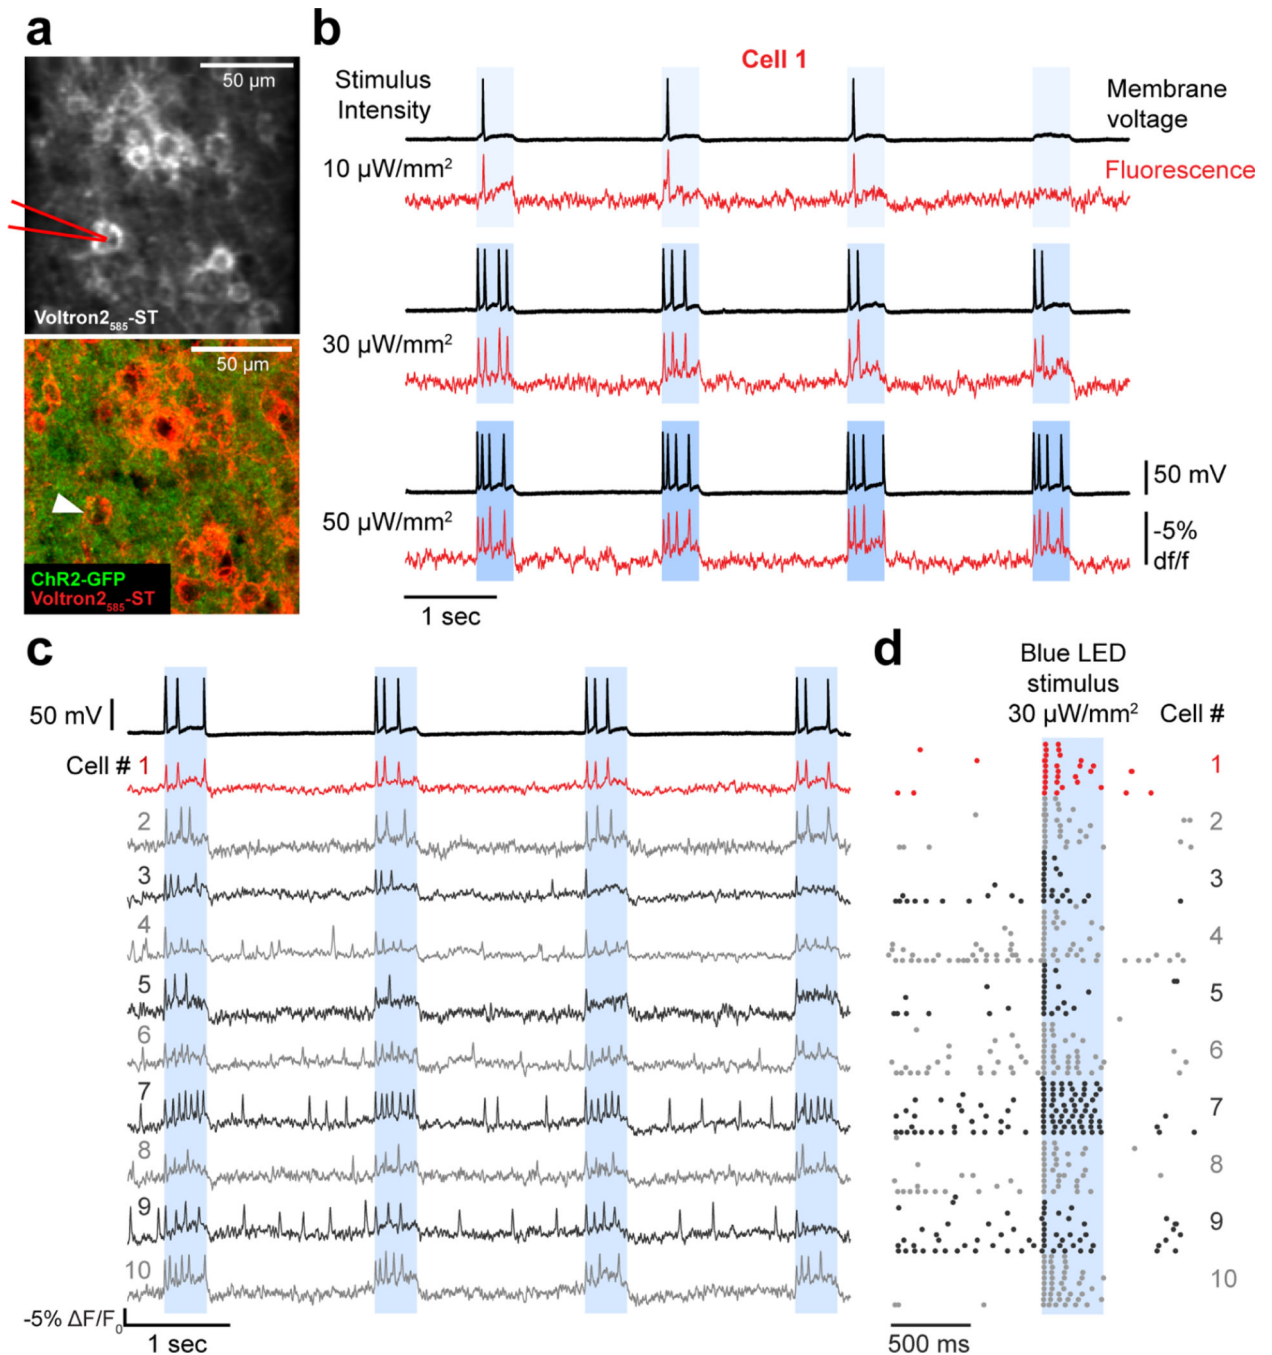 a
50 µm
Voltron2₅₈₅-ST
50 µm
ChR2-GFP
Voltron2₅₈₅-ST
b
Cell 1
Stimulus
Intensity
Membrane
voltage
10 µW/mm²
Fluorescence
30 µW/mm²
50 µW/mm²
50 mV
-5%
df/f
1 sec
c
50 mV
Cell # 1
2
3
4
5
6
7
8
9
10
-5% ΔF/F₀
1 sec
d
Blue LED
stimulus
30 µW/mm²
Cell #
1
2
3
4
5
6
7
8
9
10
500 ms